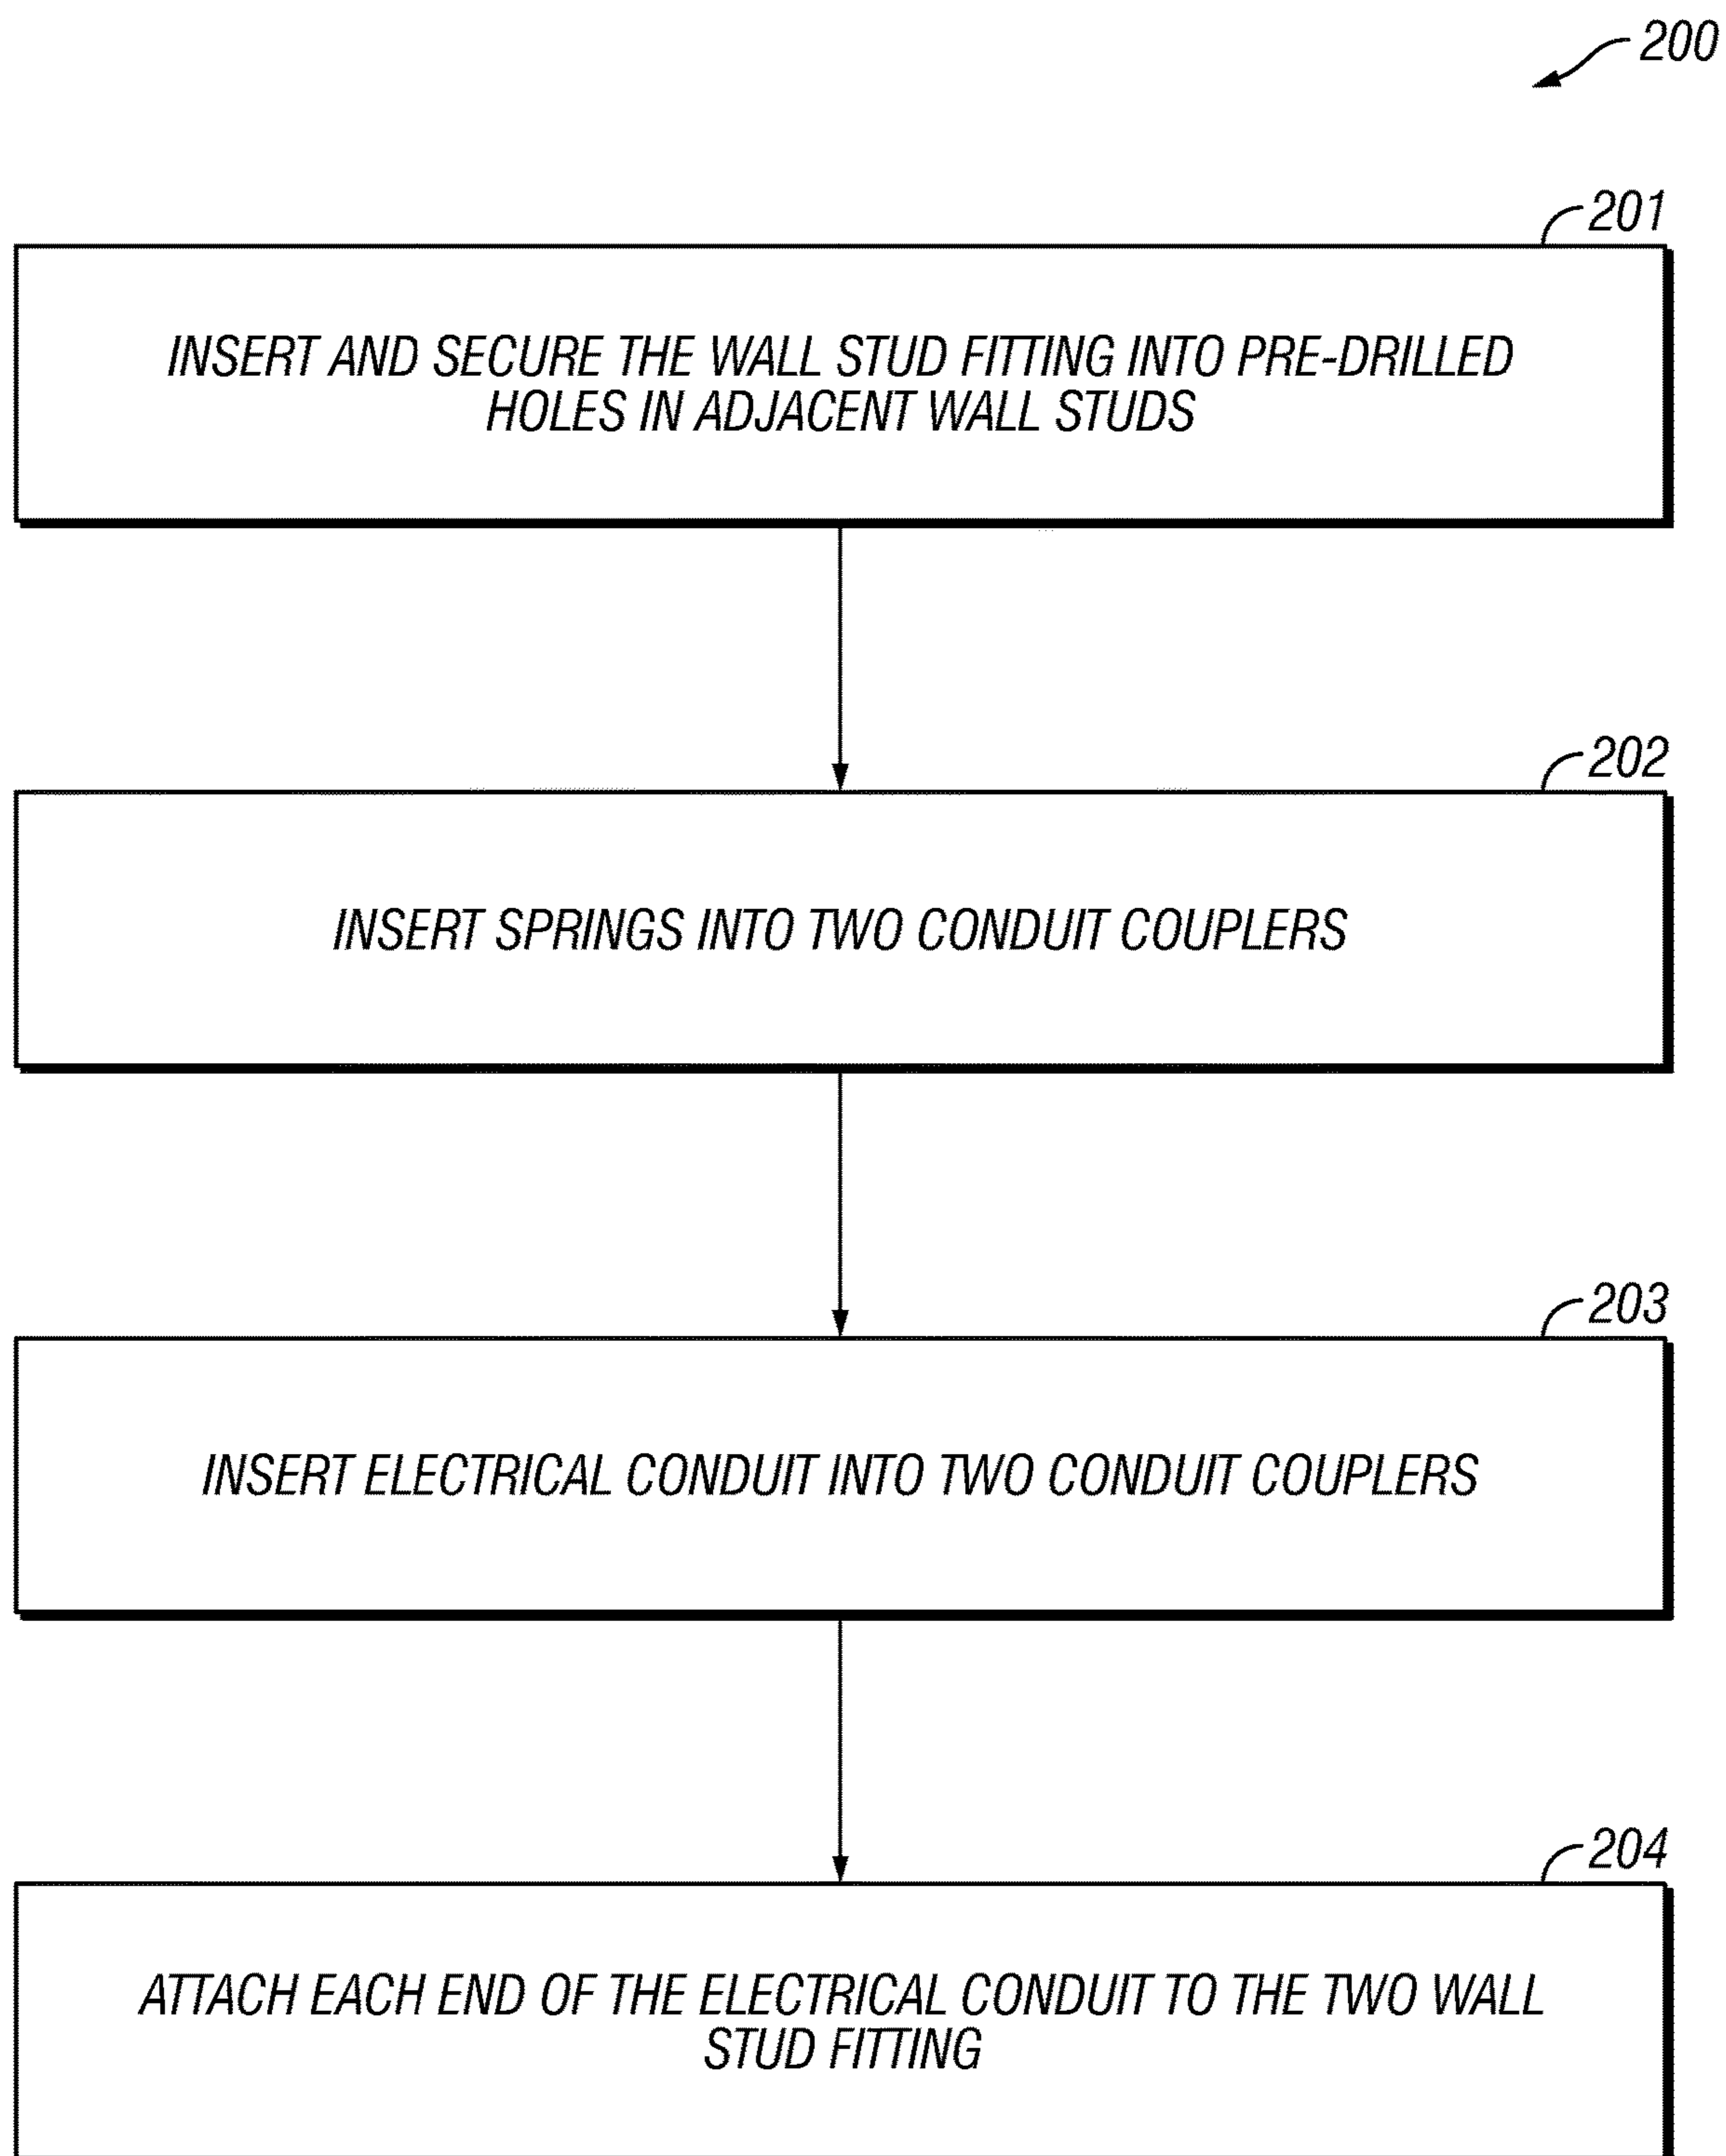 200
201
INSERT AND SECURE THE WALL STUD FITTING INTO PRE-DRILLED
HOLES IN ADJACENT WALL STUDS
202
INSERT SPRINGS INTO TWO CONDUIT COUPLERS
203
INSERT ELECTRICAL CONDUIT INTO TWO CONDUIT COUPLERS
204
ATTACH EACH END OF THE ELECTRICAL CONDUIT TO THE TWO WALL
STUD FITTING